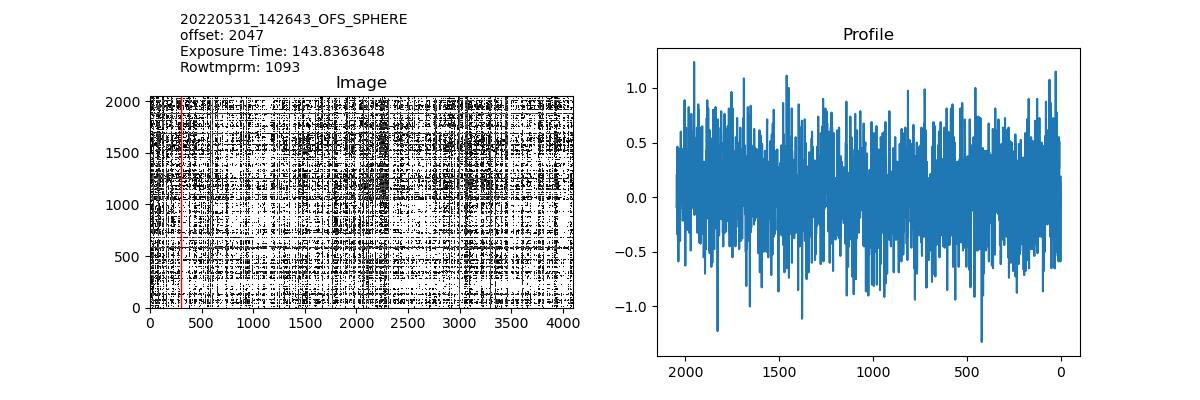 20220531_142643_OFS_SPHERE
offset: 2047
Exposure Time: 143.8363648
Rowtmprm: 1093
Image
2000
1500
1000
500
0
0 500 1000 1500 2000 2500 3000 3500 4000
Profile
1.0
0.5
0.0
−0.5
−1.0
2000 1500 1000 500 0